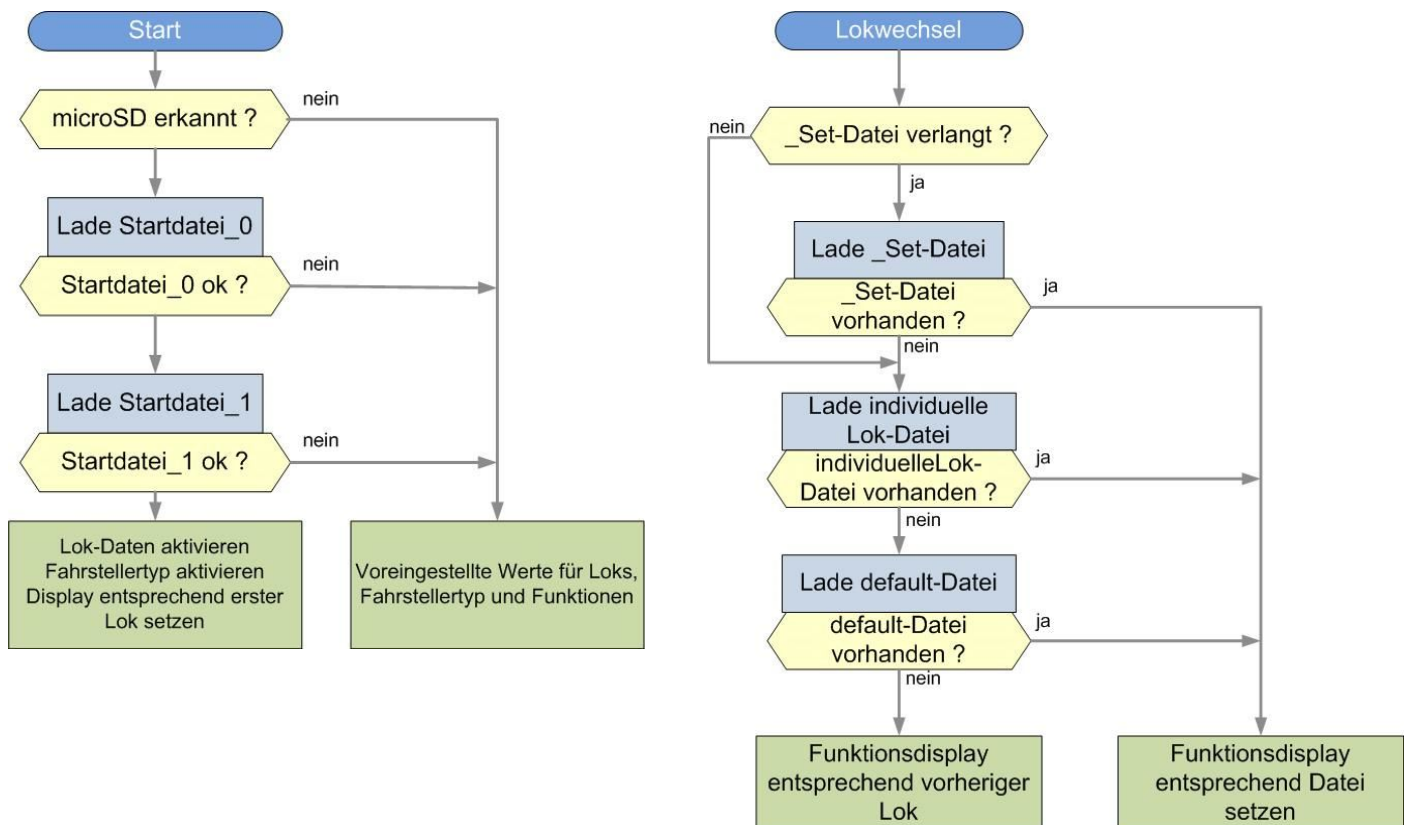 Start
microSD erkannt ?
nein
Lade Startdatei_0
Startdatei_0 ok ?
nein
Lade Startdatei_1
Startdatei_1 ok ?
nein
Lok-Daten aktivieren
Fahrstellertyp aktivieren
Display entsprechend erster
Lok setzen
Voreingestellte Werte für Loks,
Fahrstellertyp und Funktionen
Lokwechsel
_Set-Datei verlangt ?
nein
ja
Lade _Set-Datei
_Set-Datei
vorhanden ?
ja
nein
Lade individuelle
Lok-Datei
individuelleLok-
Datei vorhanden ?
ja
nein
Lade default-Datei
default-Datei
vorhanden ?
ja
nein
Funktionsdisplay
entsprechend vorheriger
Lok
Funktionsdisplay
entsprechend Datei
setzen